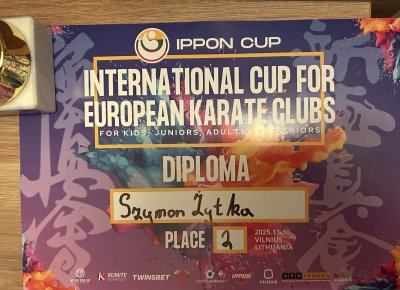 IPPON CUP
INTERNATIONAL CUP FOR
EUROPEAN KARATE CLUBS
FOR KIDS, JUNIORS, ADULTS
DIPLOMA
Szymon Żytka
PLACE 2
2025.11.30
VILNIUS
LITHUANIA
KUMITE TWINSBET IPPON VILNIUS